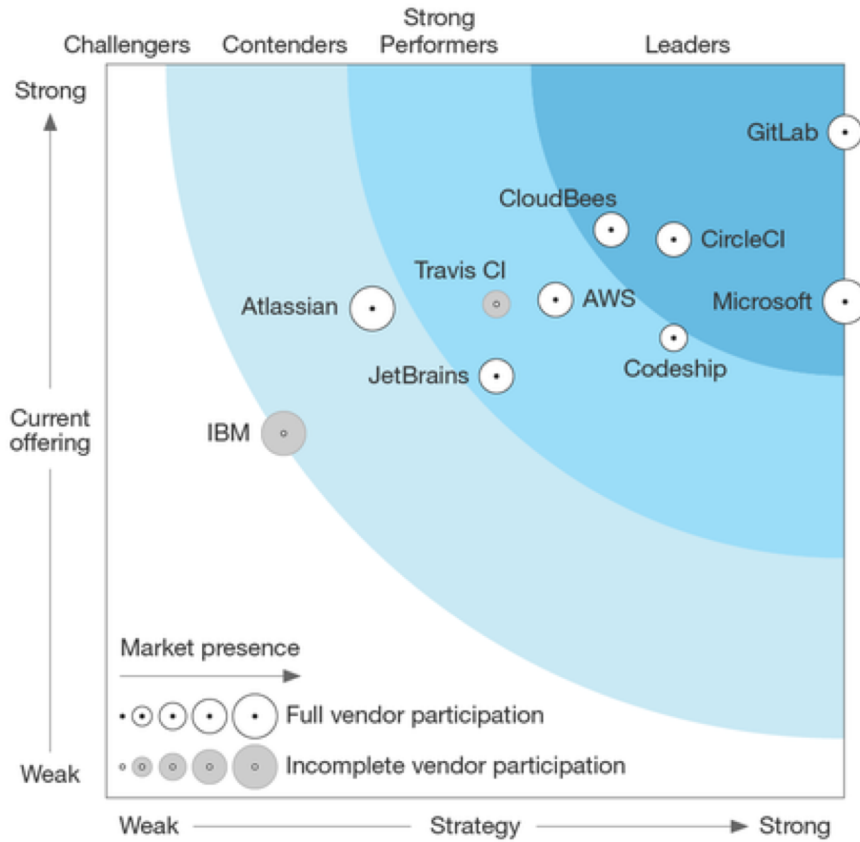 Strong
Challengers Contenders Performers Leaders
Strong
GitLab
CloudBees
CircleCI
Travis CI
AWS
Microsoft
Atlassian
Codeship
JetBrains
Current
offering
IBM
Market presence
Full vendor participation
Incomplete vendor participation
Weak
Weak Strategy Strong